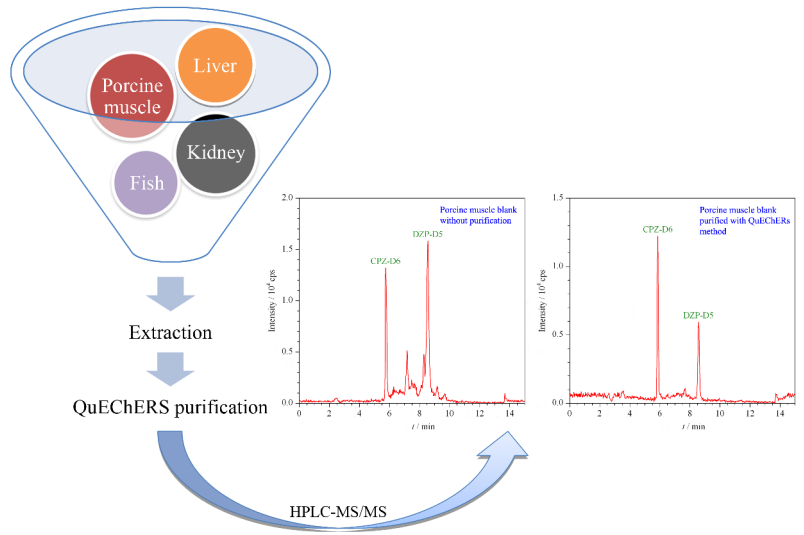 Liver
Porcine
muscle
Kidney
Fish
Extraction
QuEChERS purification
HPLC-MS/MS
Porcine muscle blank
without purification
CPZ-D6
DZP-D5
2.0
1.5
1.0
0.5
0.0
Intensity / 10⁴ cps
0 2 4 6 8 10 12 14
t / min
Porcine muscle blank
purified with QuEChERs
method
CPZ-D6
DZP-D5
1.5
1.0
0.5
0.0
Intensity / 10⁴ cps
0 2 4 6 8 10 12 14
t / min